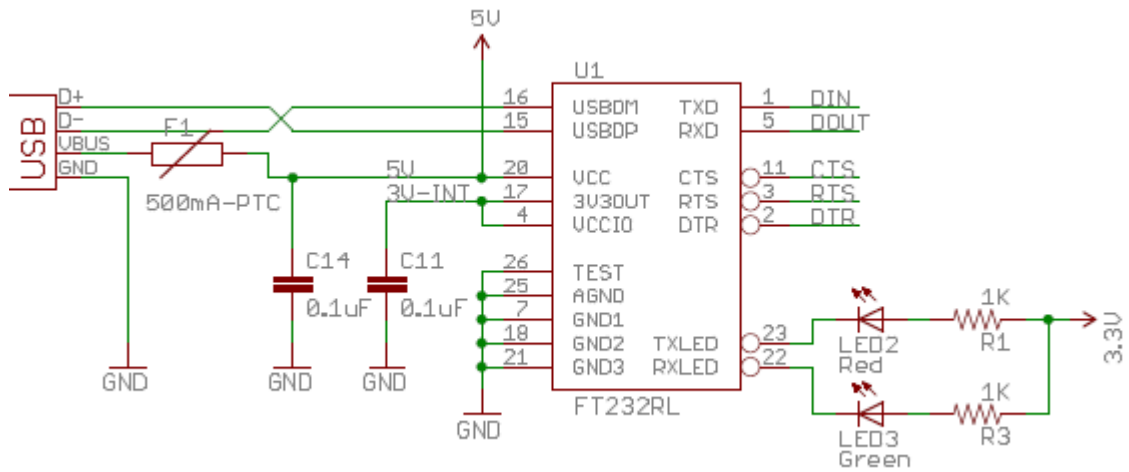 5V
U1
USB
D+
D-
VBUS
GND
F1
500mA-PTC
5V
3V-INT
16 USBDM TXD 1 DIN
15 USBDP RXD 5 DOUT
20 VCC CTS 11 CTS
17 3V3OUT RTS 3 RTS
4 VCCIO DTR 2 DTR
26 TEST
25 AGND
7 GND1
18 GND2 TXLED 23
21 GND3 RXLED 22
FT232RL
C14
0.1uF
C11
0.1uF
GND
GND
GND
GND
LED2
Red
1K
R1
3.3V
LED3
Green
1K
R3